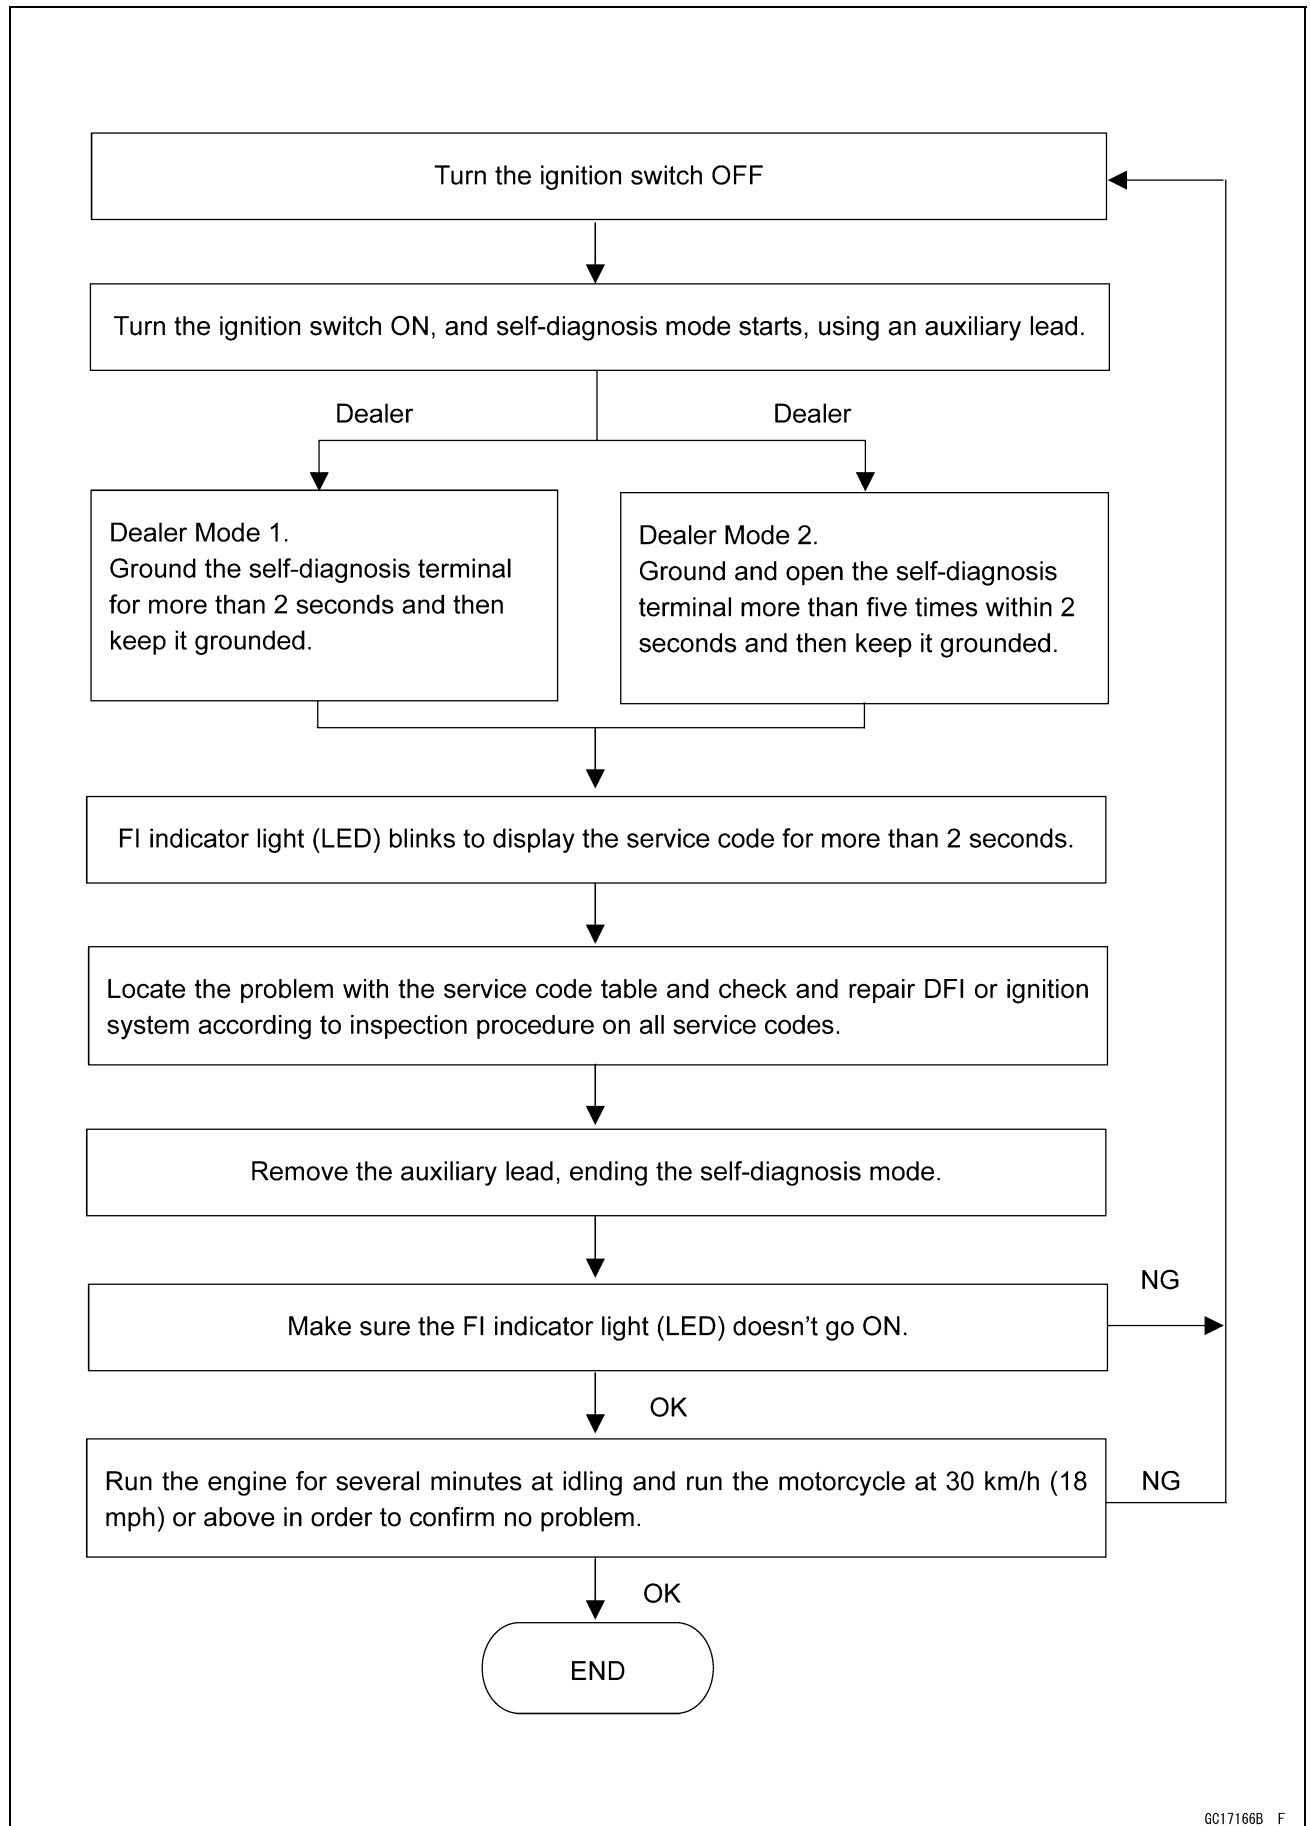 Turn the ignition switch OFF
Turn the ignition switch ON, and self-diagnosis mode starts, using an auxiliary lead.
Dealer
Dealer
Dealer Mode 1.
Ground the self-diagnosis terminal
for more than 2 seconds and then
keep it grounded.
Dealer Mode 2.
Ground and open the self-diagnosis
terminal more than five times within 2
seconds and then keep it grounded.
FI indicator light (LED) blinks to display the service code for more than 2 seconds.
Locate the problem with the service code table and check and repair DFI or ignition
system according to inspection procedure on all service codes.
Remove the auxiliary lead, ending the self-diagnosis mode.
NG
Make sure the FI indicator light (LED) doesn't go ON.
OK
Run the engine for several minutes at idling and run the motorcycle at 30 km/h (18
mph) or above in order to confirm no problem.
NG
OK
END
GC17166B F